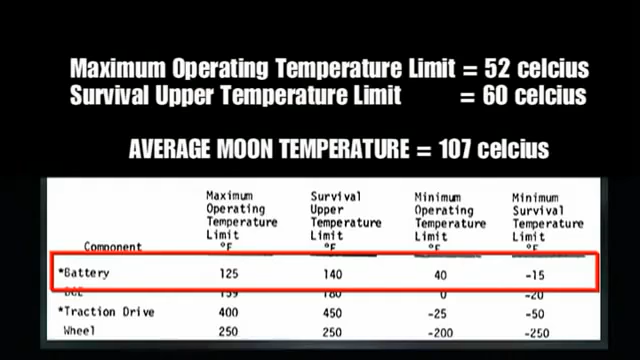 Maximum Operating Temperature Limit = 52 celcius
Survival Upper Temperature Limit = 60 celcius
AVERAGE MOON TEMPERATURE = 107 celcius
Component Maximum Operating Temperature Limit °F Survival Upper Temperature Limit °F Minimum Operating Temperature Limit °F Minimum Survival Temperature Limit °F
*Battery 125 140 40 -15
DCE 159 180 0 -20
*Traction Drive 400 450 -25 -50
Wheel 250 250 -200 -250